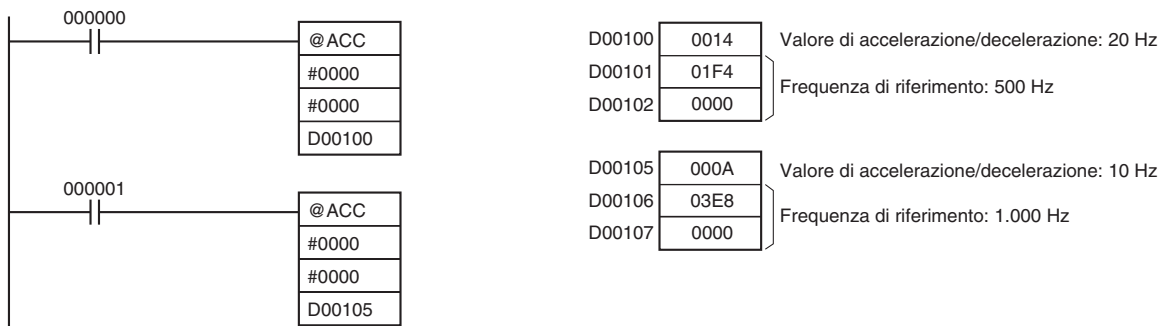 000000
@ACC
#0000
#0000
D00100
000001
@ACC
#0000
#0000
D00105
D00100 0014 Valore di accelerazione/decelerazione: 20 Hz
D00101 01F4
Frequenza di riferimento: 500 Hz
D00102 0000
D00105 000A Valore di accelerazione/decelerazione: 10 Hz
D00106 03E8
Frequenza di riferimento: 1.000 Hz
D00107 0000